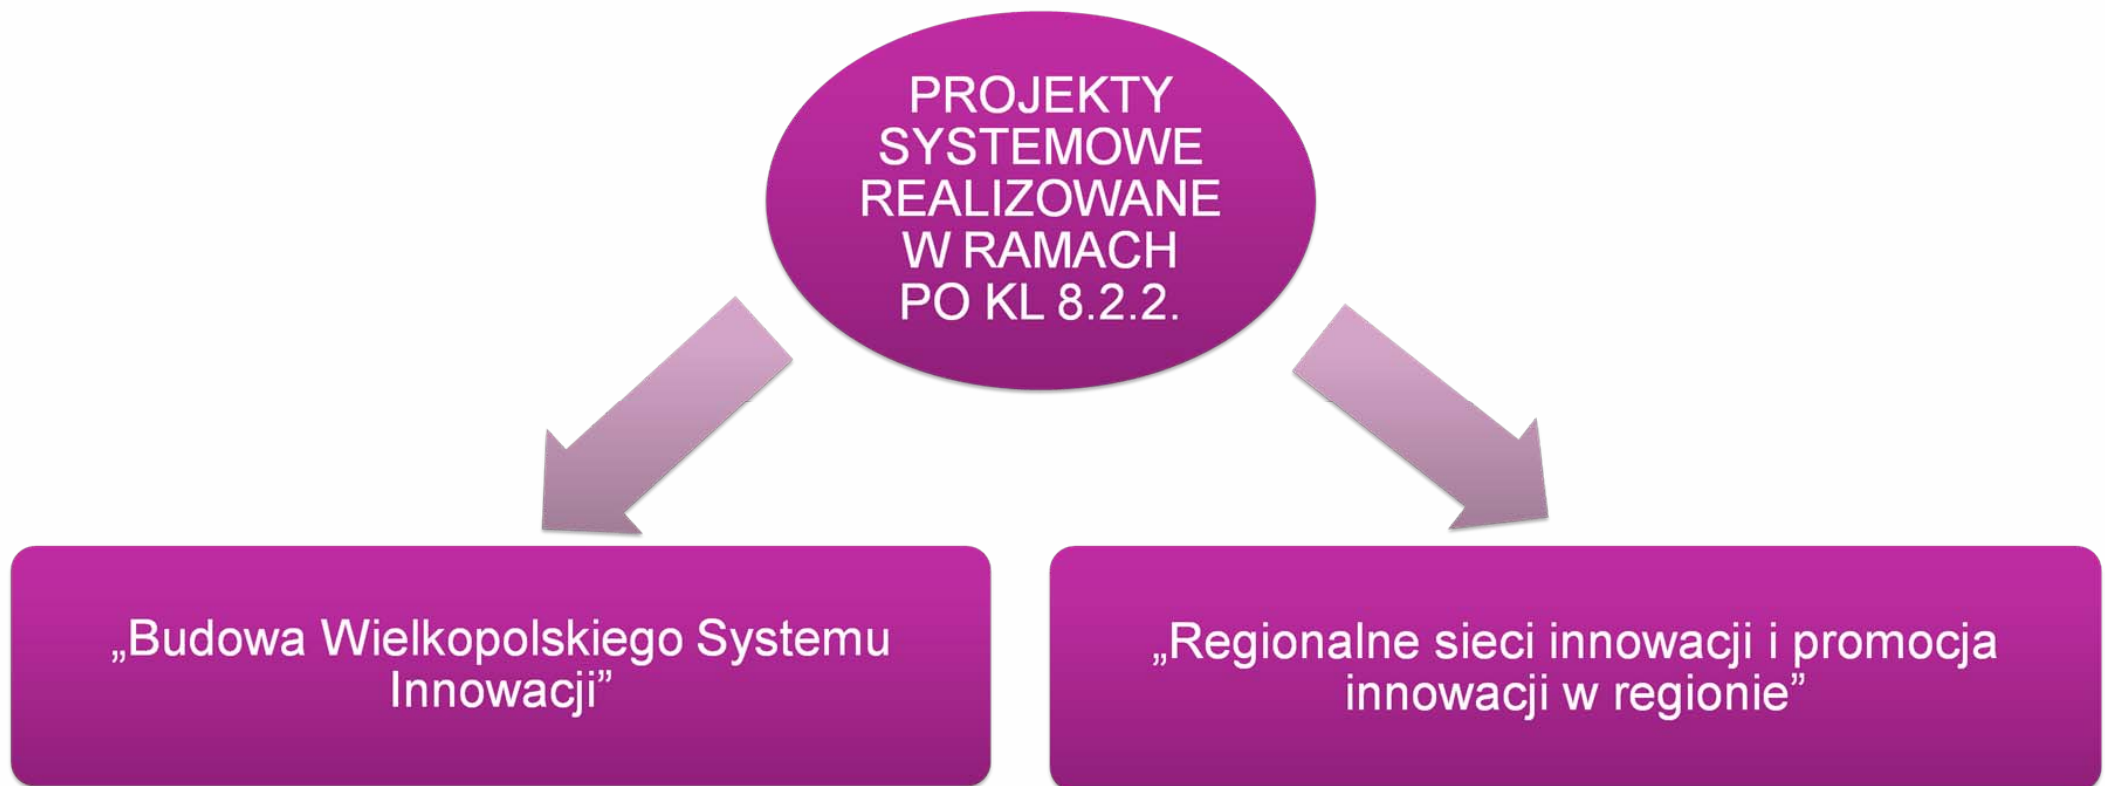 PROJEKTY
SYSTEMOWE
REALIZOWANE
W RAMACH
PO KL 8.2.2.
„Budowa Wielkopolskiego Systemu
Innowacji”
„Regionalne sieci innowacji i promocja
innowacji w regionie”